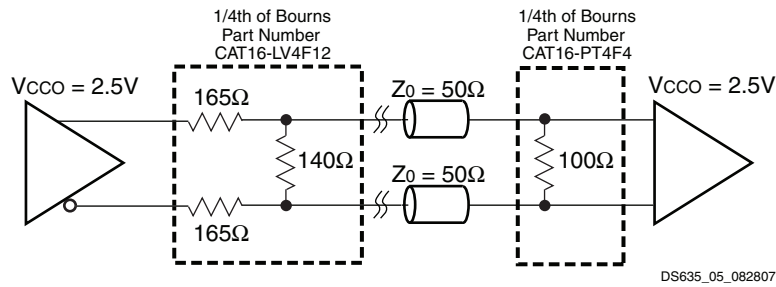 1/4th of Bourns
Part Number
CAT16-LV4F12
1/4th of Bourns
Part Number
CAT16-PT4F4
VCCO = 2.5V
165Ω
140Ω
165Ω
Z0 = 50Ω
Z0 = 50Ω
100Ω
VCCO = 2.5V
DS635_05_082807